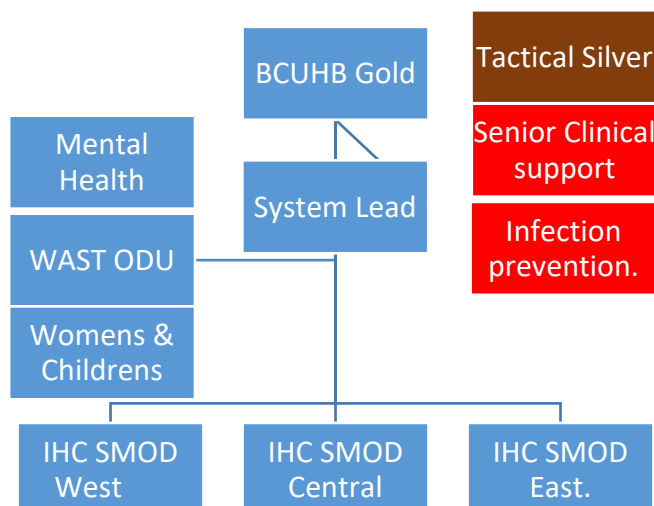 BCUHB Gold
Tactical Silver
Mental
Health
Senior Clinical
support
System Lead
WAST ODU
Infection
prevention.
Womens &
Childrens
IHC SMOD
West
IHC SMOD
Central
IHC SMOD
East.